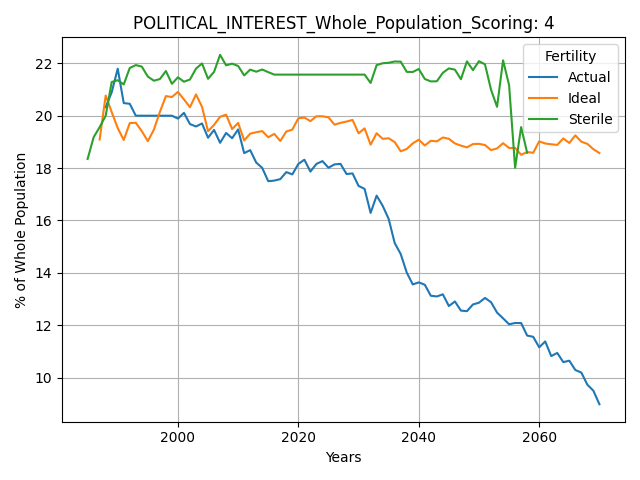 POLITICAL_INTEREST_Whole_Population_Scoring: 4
Fertility
Actual
Ideal
Sterile
% of Whole Population
22
20
18
16
14
12
10
2000 2020 2040 2060
Years